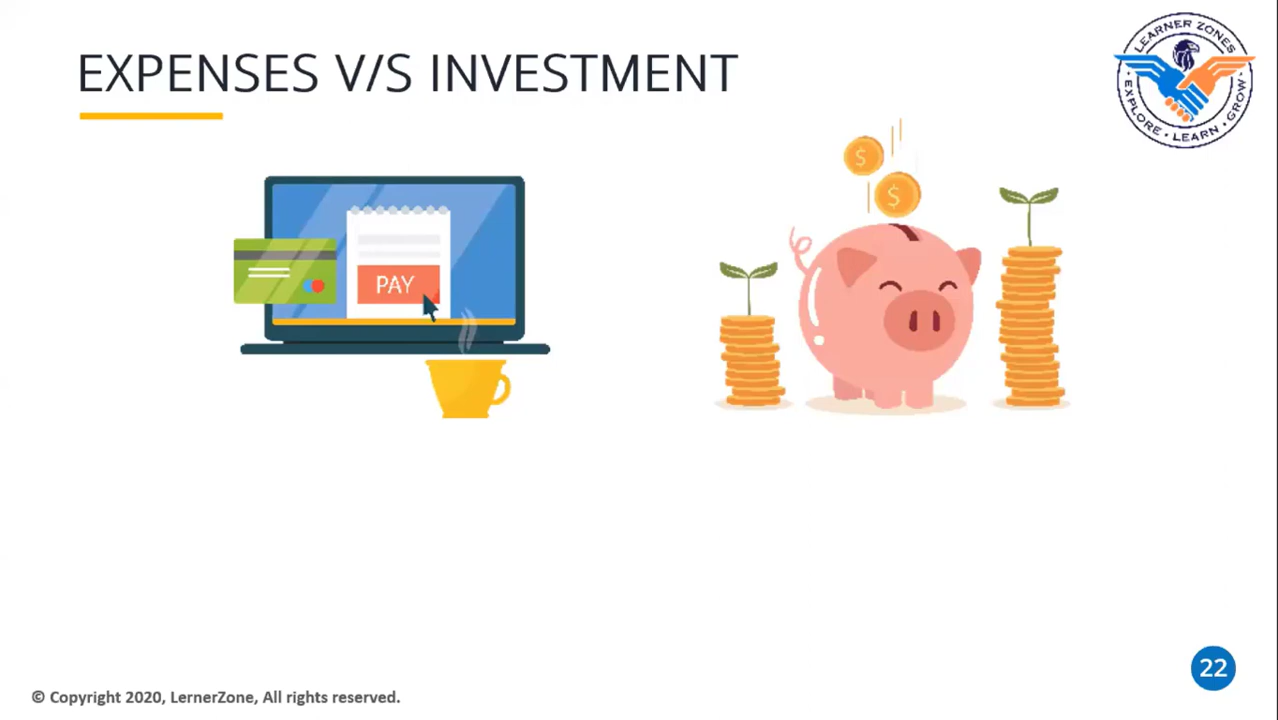 EXPENSES V/S INVESTMENT
LEARNER ZONES
EXPLORE • LEARN • GROW
$
$
PAY
22
© Copyright 2020, LernerZone, All rights reserved.